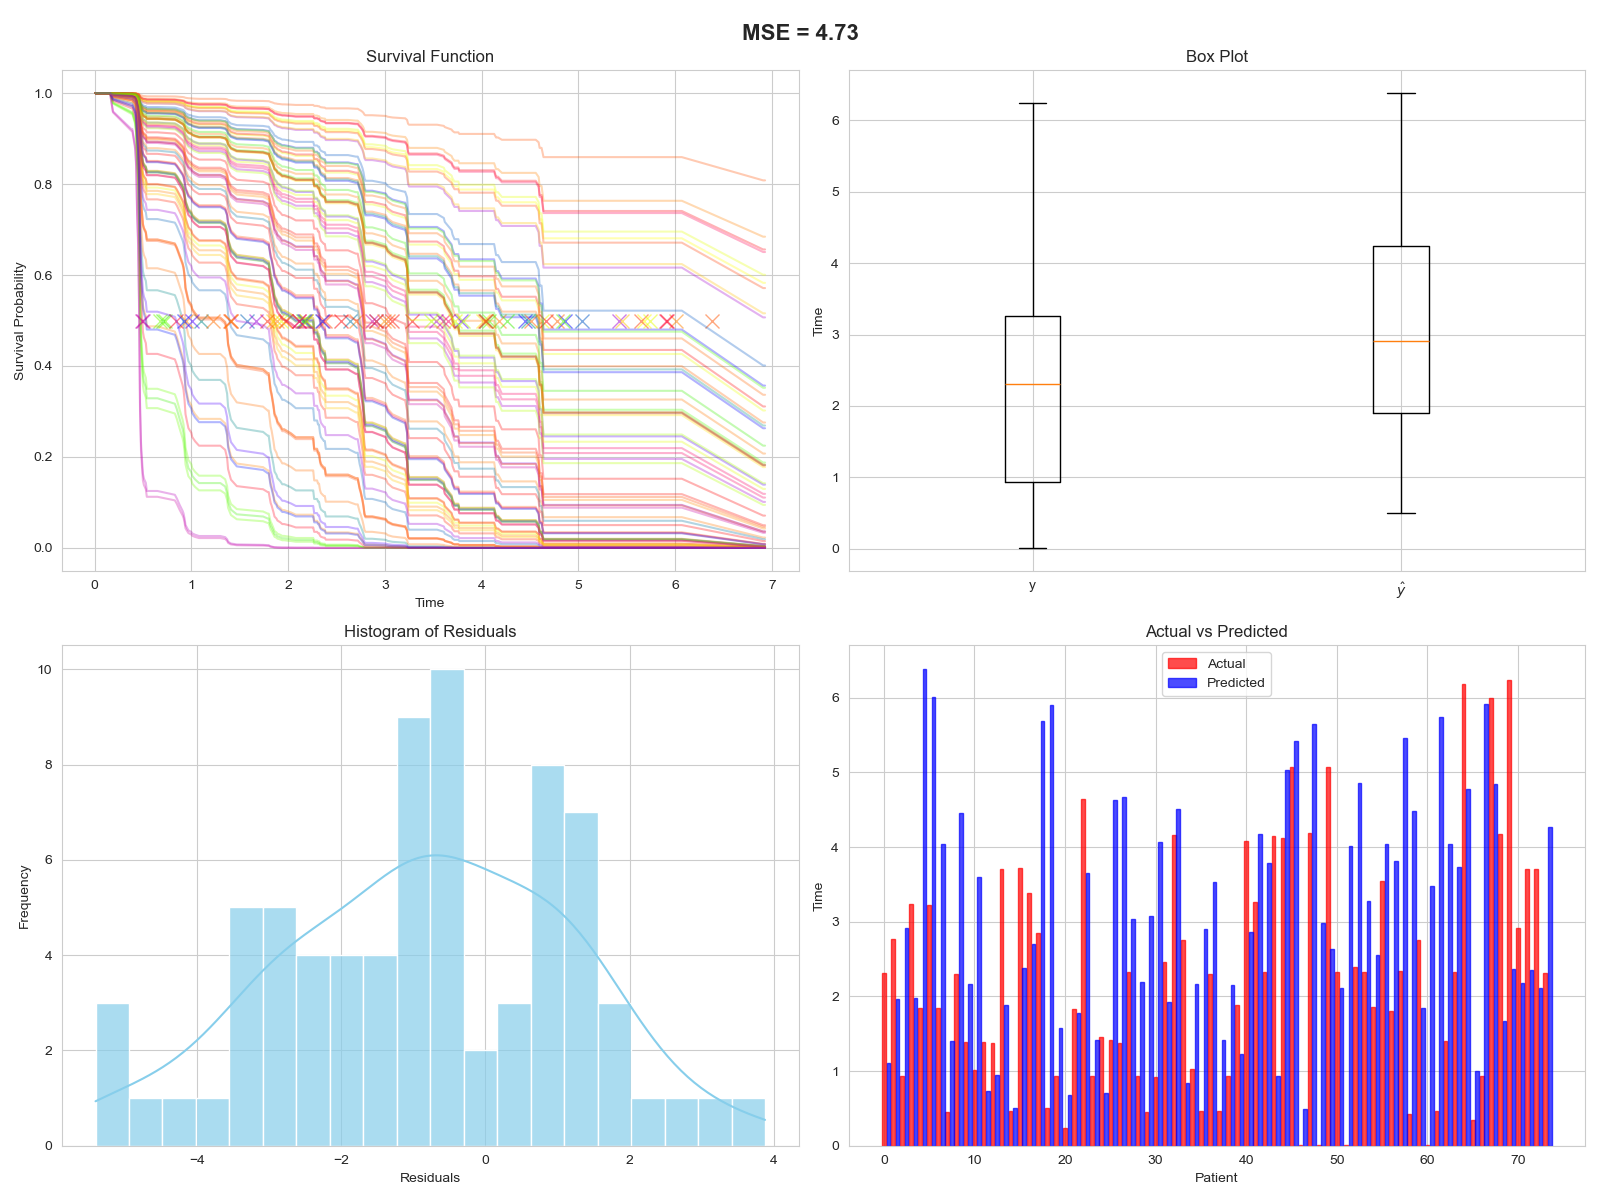 MSE = 4.73
Survival Function
Survival Probability
1.0
0.8
0.6
0.4
0.2
0.0
0 1 2 3 4 5 6 7
Time
Box Plot
Time
6
5
4
3
2
1
0
y ŷ
Histogram of Residuals
Frequency
10
8
6
4
2
0
−4 −2 0 2 4
Residuals
Actual vs Predicted
Actual
Predicted
Time
6
5
4
3
2
1
0
0 10 20 30 40 50 60 70
Patient